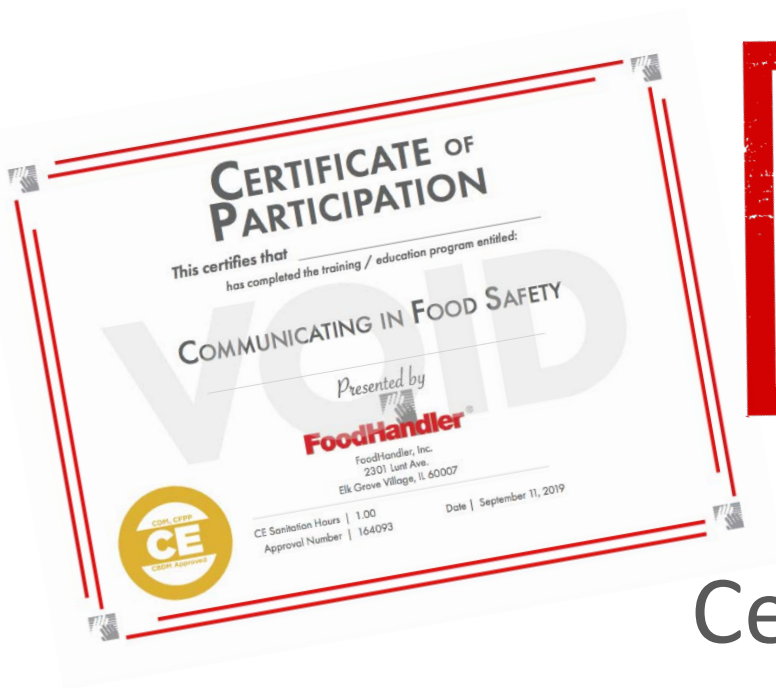 CERTIFICATE OF
PARTICIPATION
This certifies that
has completed the training / education program entitled:
VOID
COMMUNICATING IN FOOD SAFETY
Presented by
FoodHandler®
FoodHandler, Inc.
2301 Lunt Ave.
Elk Grove Village, IL 60007
CE Sanitation Hours | 1.00
Date | September 11, 2019
Approval Number | 164093
CDM, CFPP
CE
CBDM Approved
Ce